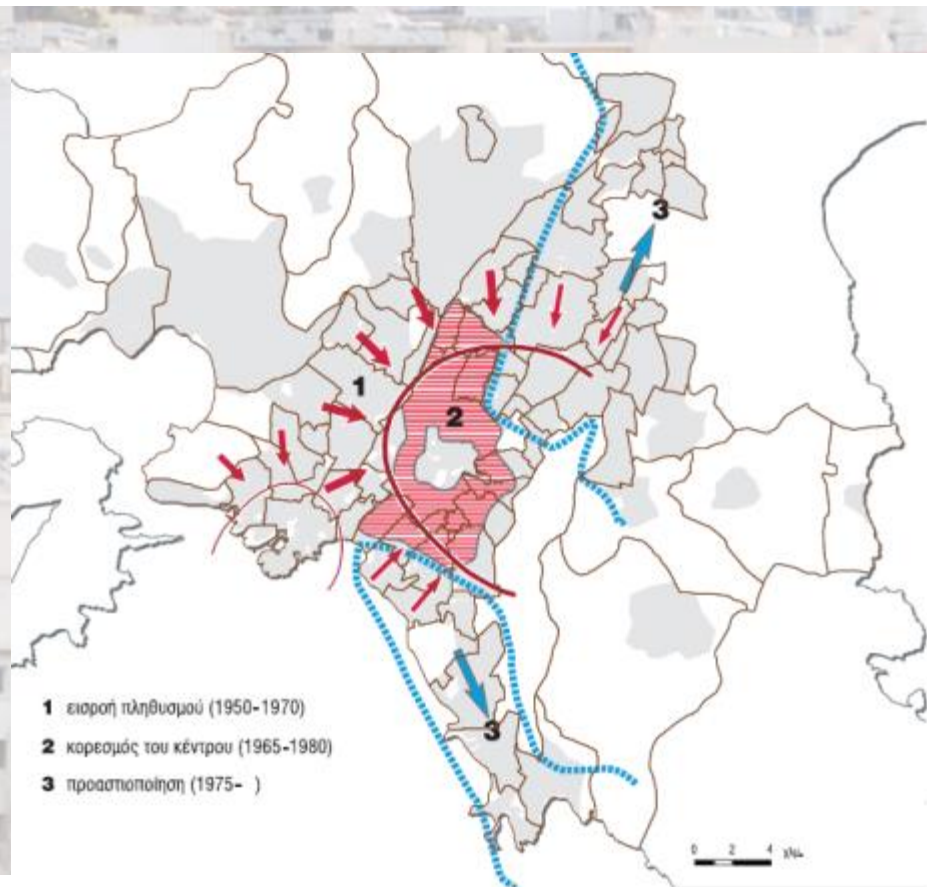 3
1
2
3
1 εισροή πληθυσμού (1950-1970)
2 κορεσμός του κέντρου (1965-1980)
3 προαστιοποίηση (1975- )
0 2 4 χλμ